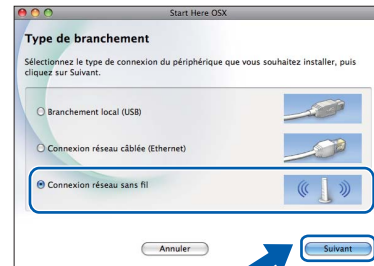 Start Here OSX
Type de branchement
Sélectionnez le type de connexion du périphérique que vous souhaitez installer, puis
cliquez sur Suivant.
Branchement local (USB)
Connexion réseau câblée (Ethernet)
Connexion réseau sans fil
Annuler
Suivant